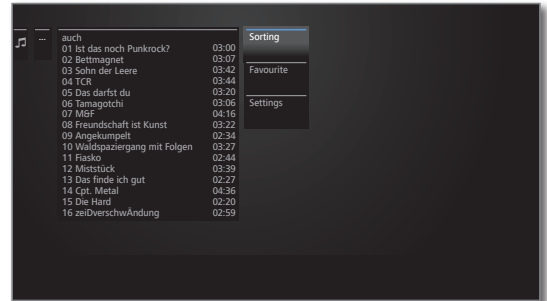 ...
auch
01 Ist das noch Punkrock? 03:00
02 Bettmagnet 03:07
03 Sohn der Leere 03:42
04 TCR 03:44
05 Das darfst du 03:20
06 Tamagotchi 03:06
07 M&F 04:16
08 Freundschaft ist Kunst 03:22
09 Angekumpelt 02:34
10 Waldspaziergang mit Folgen 03:27
11 Fiasko 02:44
12 Miststück 03:39
13 Das finde ich gut 02:27
14 Cpt. Metal 04:36
15 Die Hard 02:20
16 zeiDverschwÄndung 02:59
Sorting
Favourite
Settings